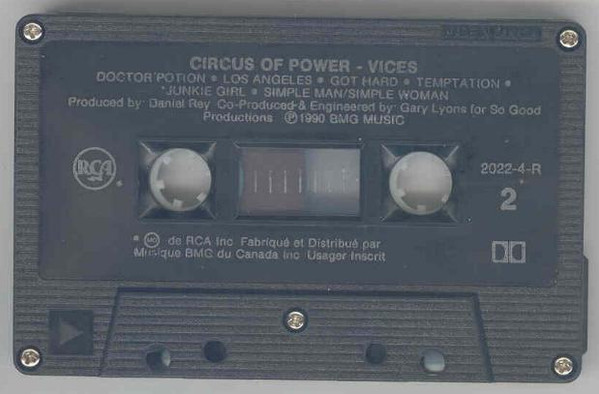 CIRCUS OF POWER - VICES
DOCTOR POTION • LOS ANGELES • GOT HARD • TEMPTATION •
JUNKIE GIRL • SIMPLE MAN/SIMPLE WOMAN
Produced by: Daniel Rey Co-Produced & Engineered by: Gary Lyons for So Good
Productions Ⓟ1990 BMG MUSIC
RCA
2022-4-R
2
• MC de RCA Inc Fabriqué et Distribué par
Musique BMG du Canada Inc Usager Inscrit